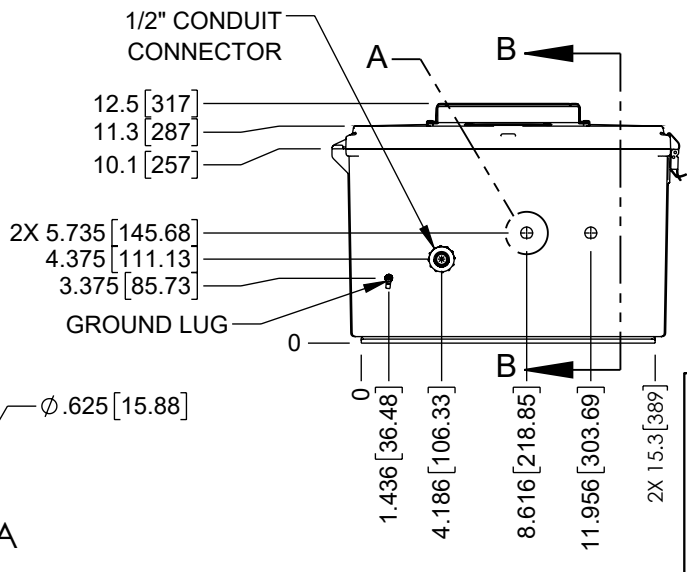 1/2" CONDUIT
CONNECTOR
A
B
12.5 [317]
11.3 [287]
10.1 [257]
2X 5.735 [145.68]
4.375 [111.13]
3.375 [85.73]
GROUND LUG
0
B
Ø .625 [15.88]
0
1.436 [36.48]
4.186 [106.33]
8.616 [218.85]
11.956 [303.69]
2X 15.3 [389]
A